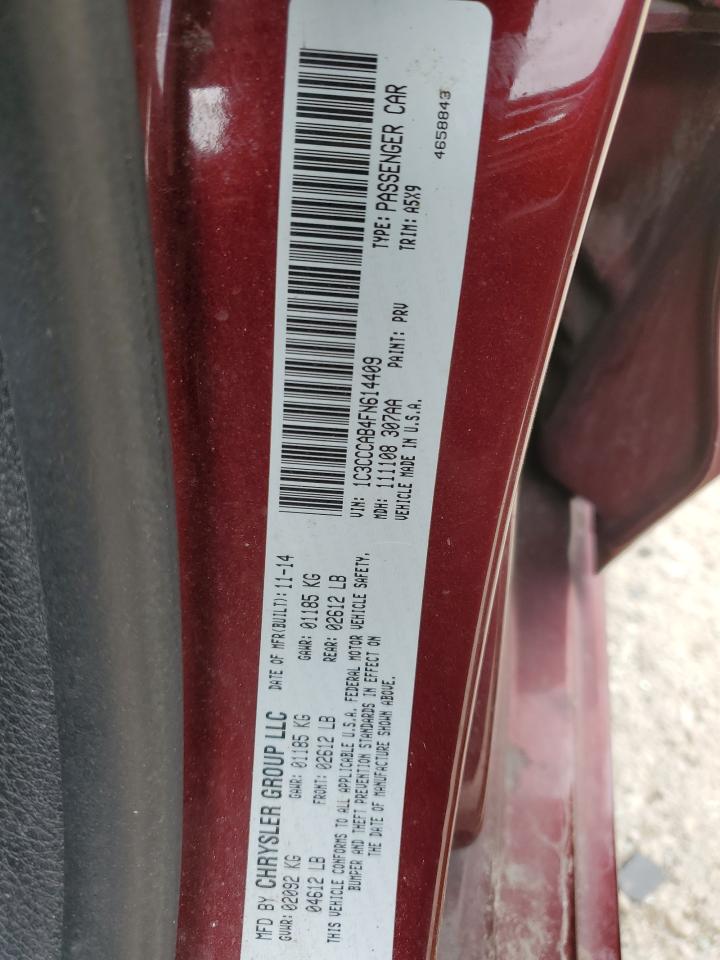 MFD BY CHRYSLER GROUP LLC DATE OF MFR(BUILT): 11-14
GVWR: 02092 KG GAWR: 01185 KG GAWR: 01185 KG
04612 LB FRONT: 02612 LB REAR: 02612 LB
THIS VEHICLE CONFORMS TO ALL APPLICABLE U.S.A. FEDERAL MOTOR VEHICLE SAFETY,
BUMPER AND THEFT PREVENTION STANDARDS IN EFFECT ON
THE DATE OF MANUFACTURE SHOWN ABOVE.
VIN: 1C3CCCAB4FN614409 TYPE: PASSENGER CAR
MDH: 111108 307AA PAINT: PRV TRIM: A5X9
VEHICLE MADE IN U.S.A.
4658843